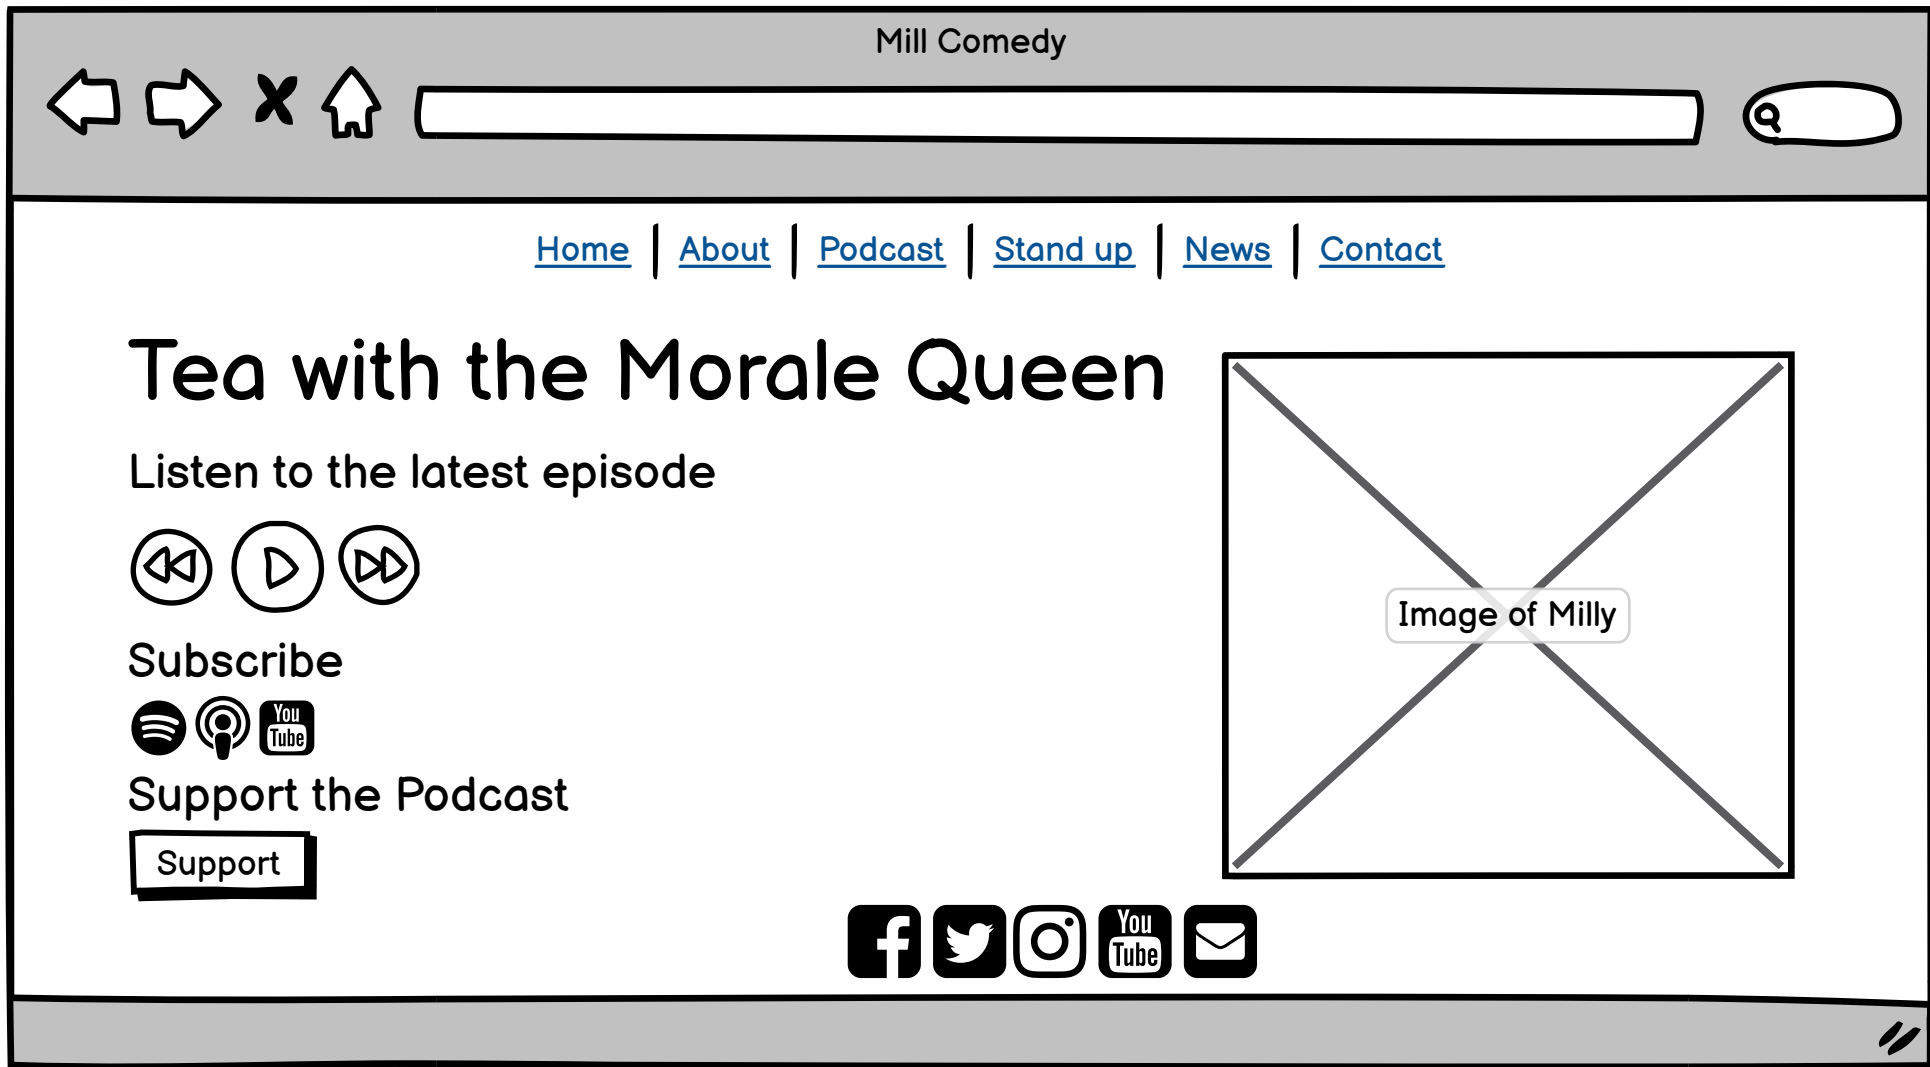 Mill Comedy
Home | About | Podcast | Stand up | News | Contact
Tea with the Morale Queen
Listen to the latest episode
Image of Milly
Subscribe
You
Tube
Support the Podcast
Support
You
Tube